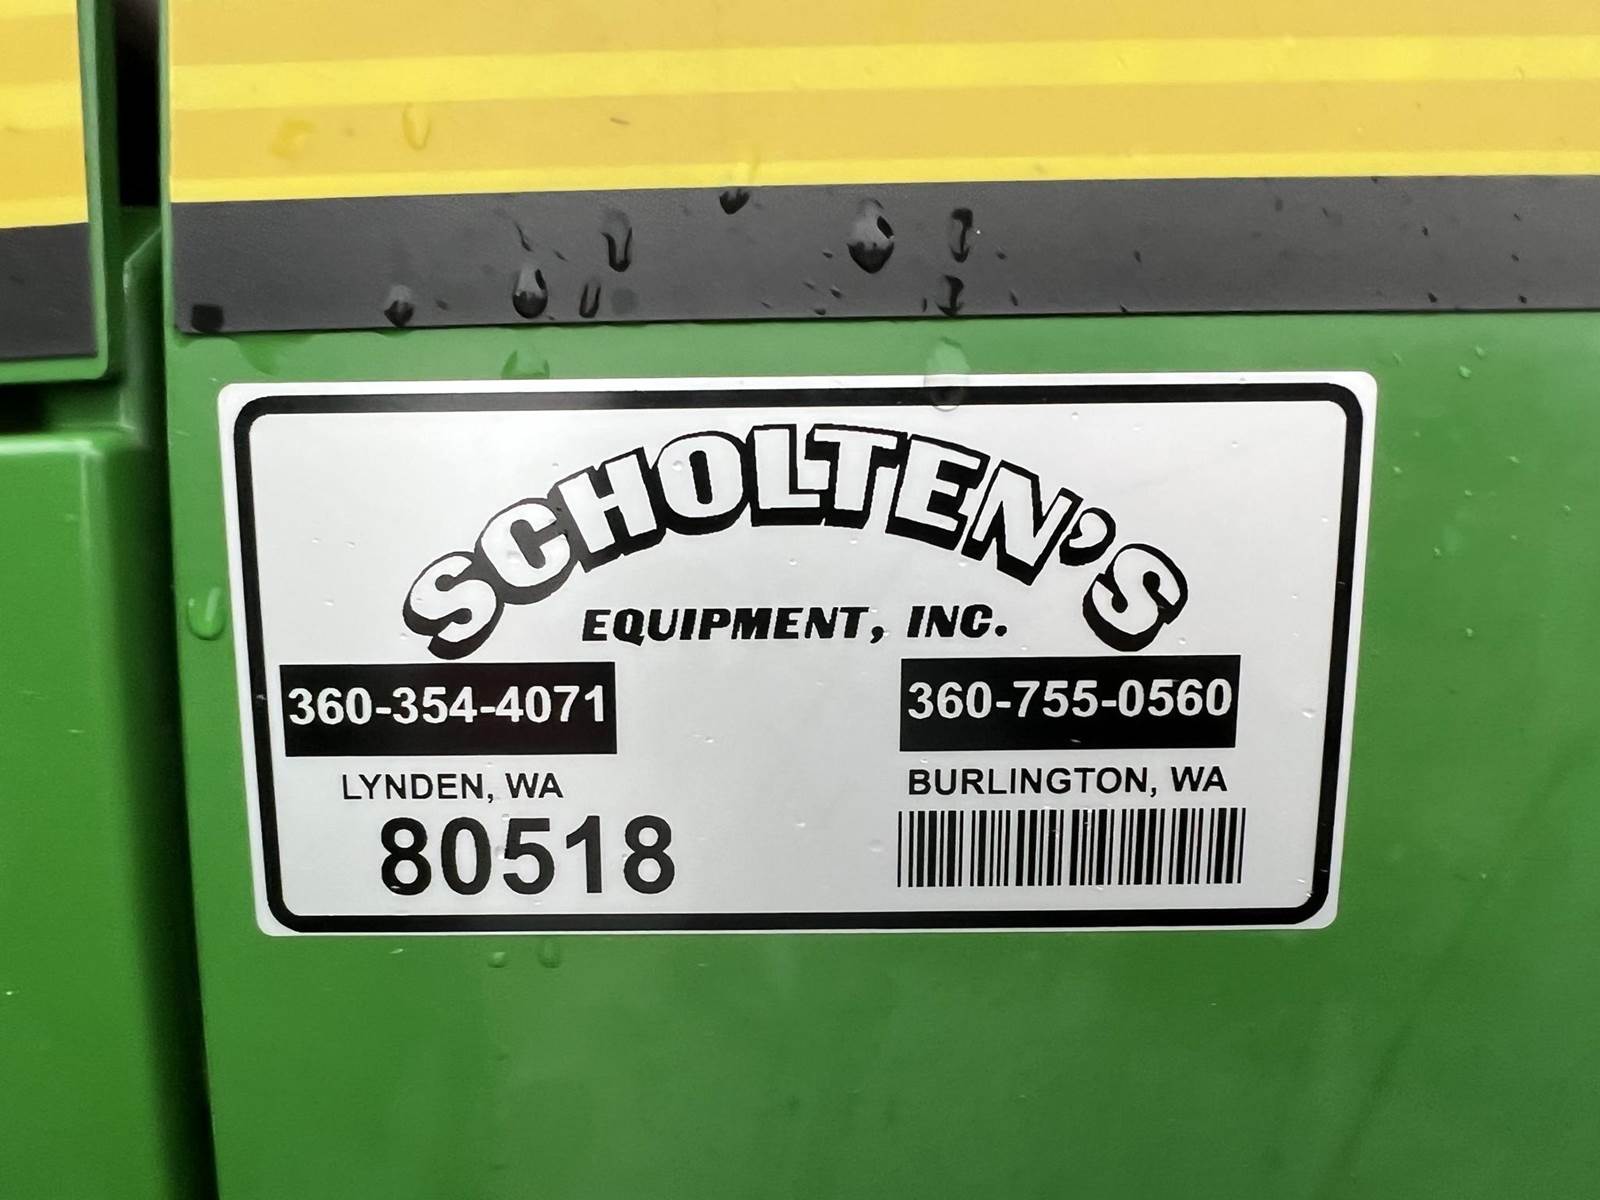 SCHOLTEN'S
EQUIPMENT, INC.
360-354-4071
LYNDEN, WA
80518
360-755-0560
BURLINGTON, WA